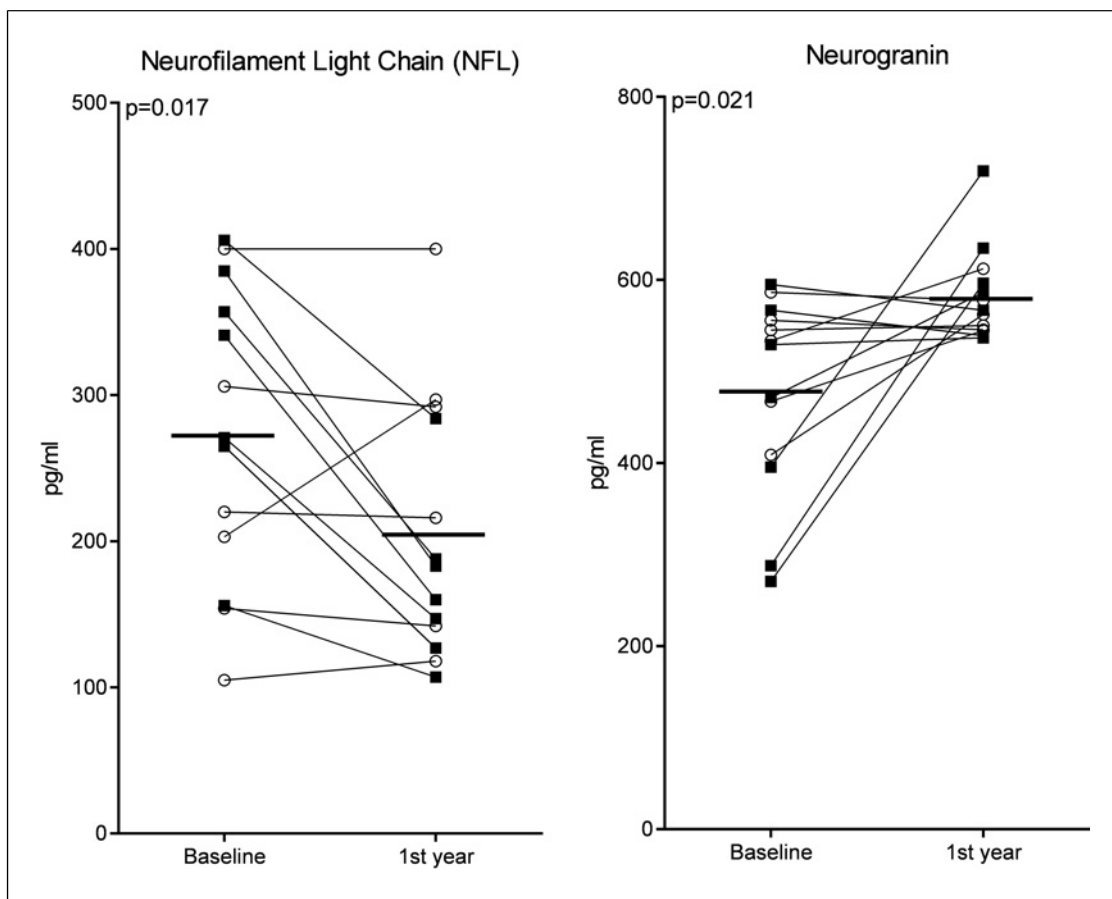 Neurofilament Light Chain (NFL)
p=0.017
500
400
300
200
100
0
pg/ml
Baseline 1st year
Neurogranin
p=0.021
800
600
400
200
0
pg/ml
Baseline 1st year